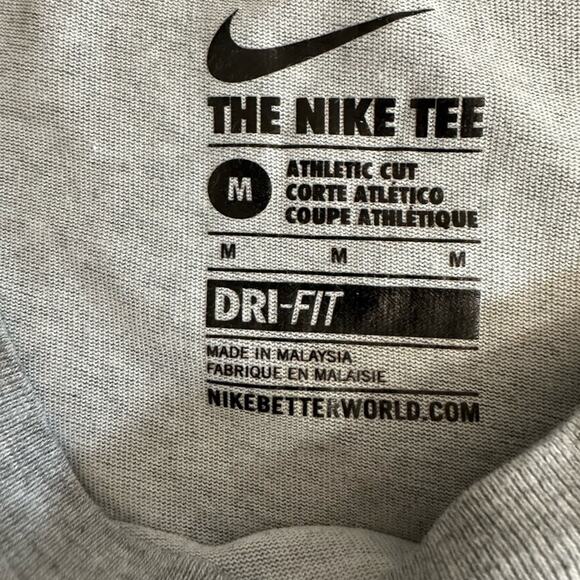 THE NIKE TEE
M
ATHLETIC CUT
CORTE ATLÉTICO
COUPE ATHLÉTIQUE
M M M
DRI-FIT
MADE IN MALAYSIA
FABRIQUE EN MALAISIE
NIKEBETTERWORLD.COM